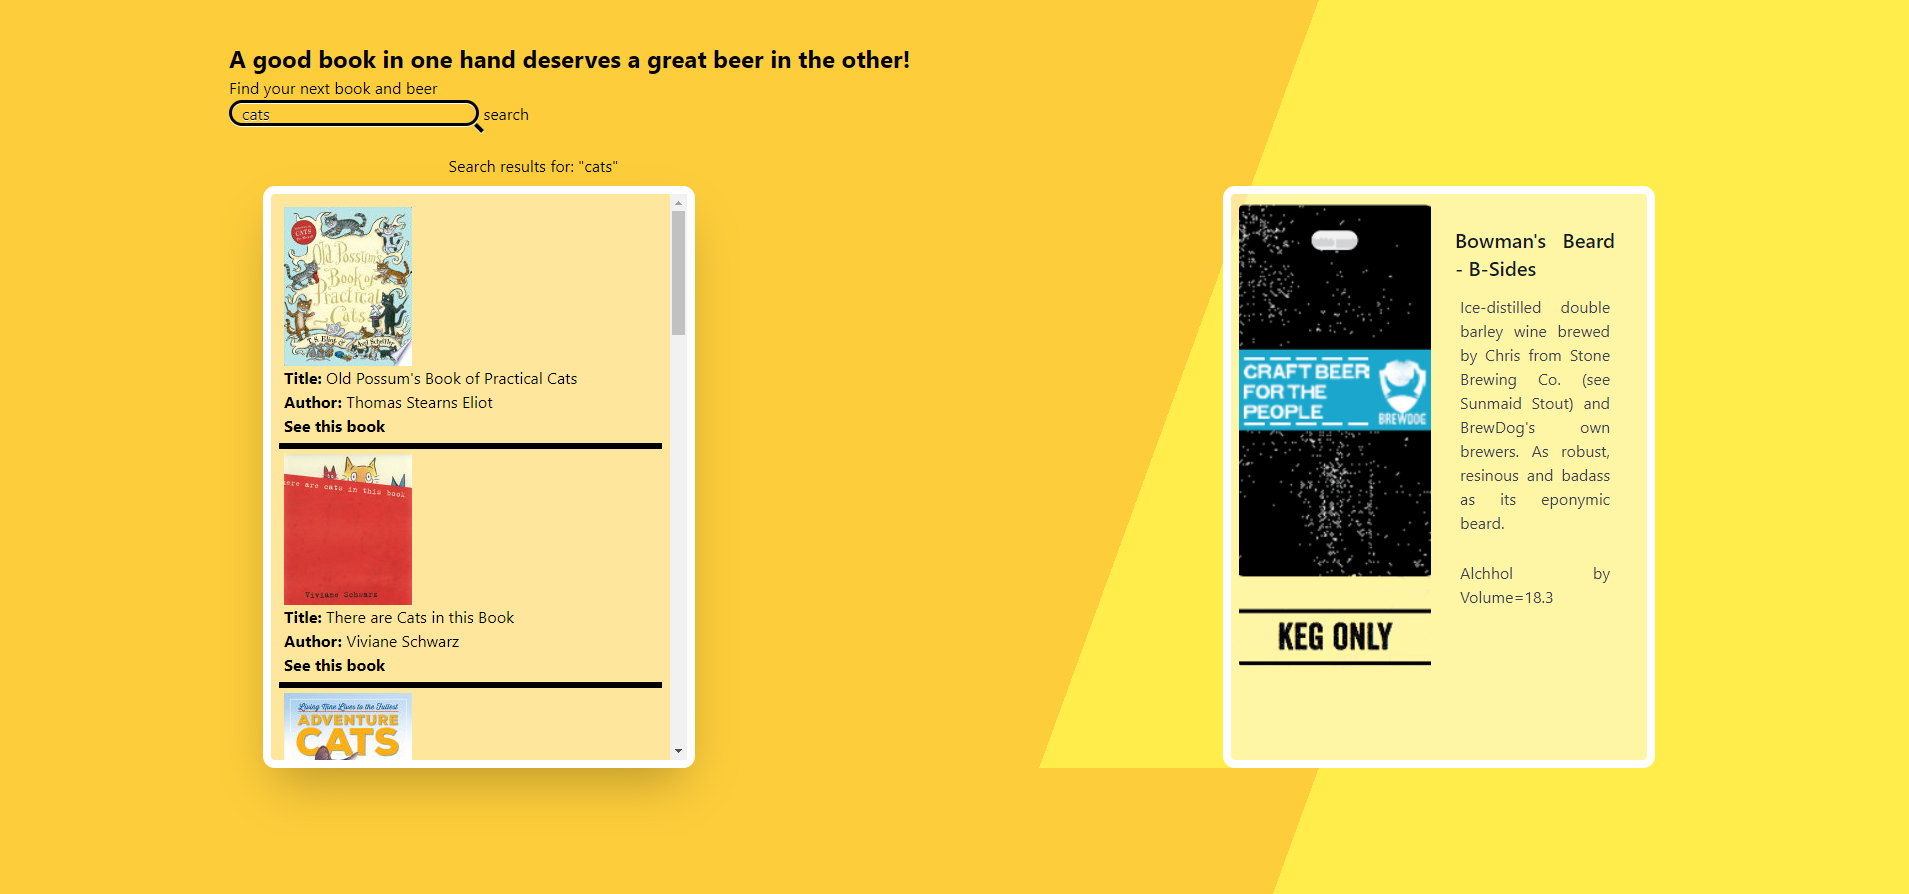 A good book in one hand deserves a great beer in the other!
Find your next book and beer
cats
search
Search results for: "cats"
Old Possum's
Book of
Practical
Cats
T. S. Eliot & Axel Scheffler
Title: Old Possum's Book of Practical Cats
Author: Thomas Stearns Eliot
See this book
here are cats in this book
Viviane Schwarz
Title: There are Cats in this Book
Author: Viviane Schwarz
See this book
Living Nine Lives to the Fullest
ADVENTURE
CATS
CRAFT BEER
FOR THE
PEOPLE
BREWDOG
KEG ONLY
Bowman's Beard
- B-Sides
Ice-distilled double
barley wine brewed
by Chris from Stone
Brewing Co. (see
Sunmaid Stout) and
BrewDog's own
brewers. As robust,
resinous and badass
as its eponymic
beard.
Alchhol by
Volume=18.3